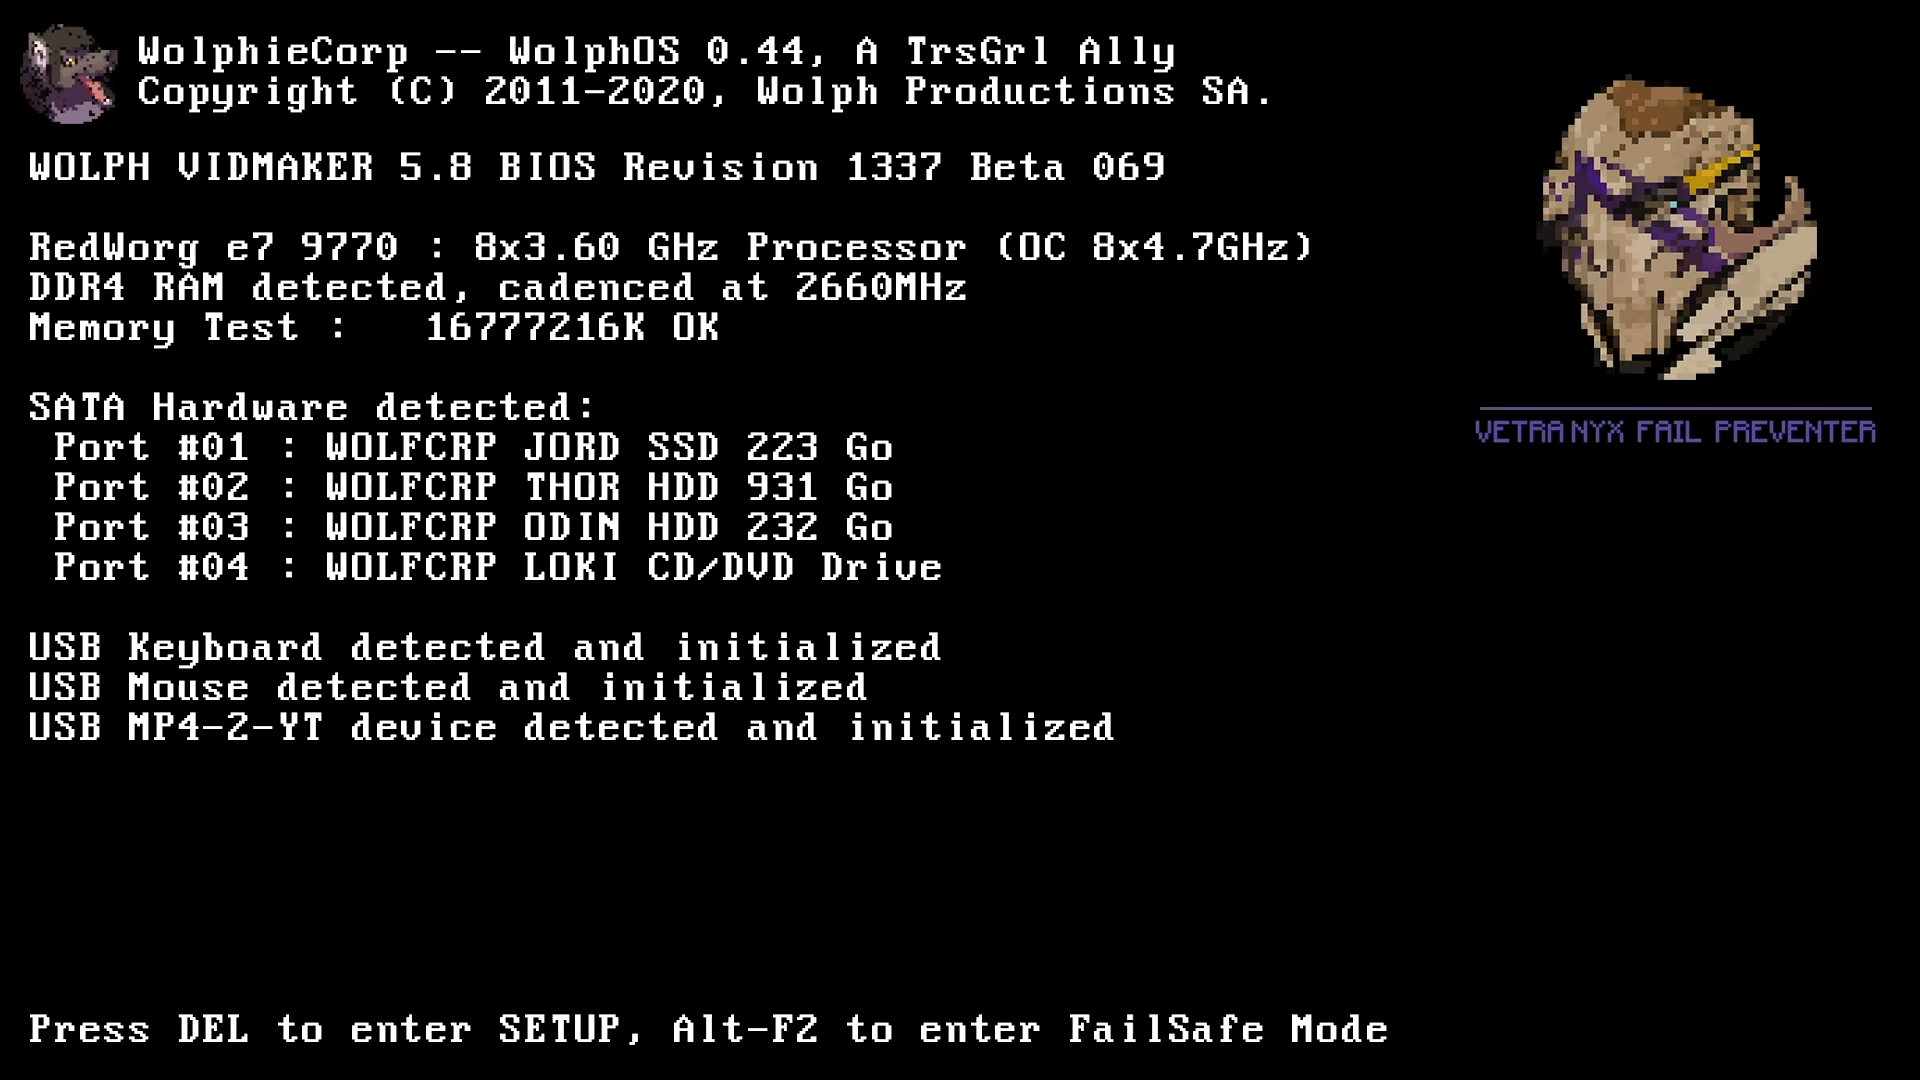 WolphieCorp -- WolphOS 0.44, A TrsGrl Ally
Copyright (C) 2011-2020, Wolph Productions SA.
WOLPH VIDMAKER 5.8 BIOS Revision 1337 Beta 069
RedWorg e7 9770 : 8x3.60 GHz Processor (OC 8x4.7GHz)
DDR4 RAM detected, cadenced at 2660MHz
Memory Test :   16777216K OK
VETRA NYX FAIL PREVENTER
SATA Hardware detected:
Port #01 : WOLFCRP JORD SSD 223 Go
Port #02 : WOLFCRP THOR HDD 931 Go
Port #03 : WOLFCRP ODIN HDD 232 Go
Port #04 : WOLFCRP LOKI CD/DVD Drive
USB Keyboard detected and initialized
USB Mouse detected and initialized
USB MP4-2-YT device detected and initialized
Press DEL to enter SETUP, Alt-F2 to enter FailSafe Mode